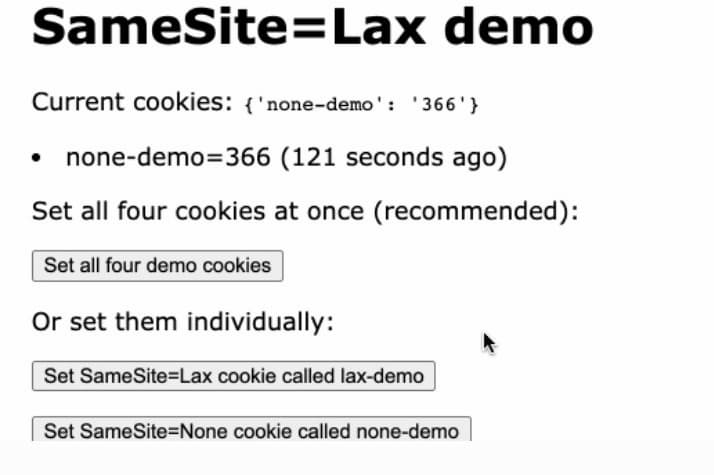 SameSite=Lax demo
Current cookies: {'none-demo': '366'}
• none-demo=366 (121 seconds ago)
Set all four cookies at once (recommended):
Set all four demo cookies
Or set them individually:
Set SameSite=Lax cookie called lax-demo
Set SameSite=None cookie called none-demo